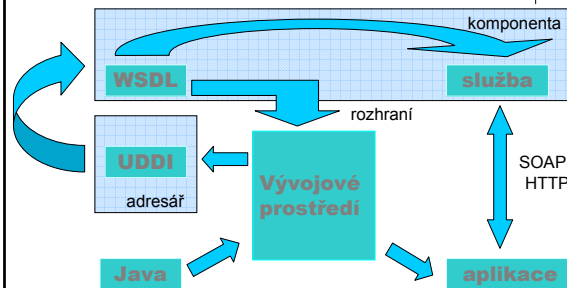 komponenta
WSDL
služba
rozhraní
UDDI
adresář
Vývojové
prostředí
SOAP
HTTP
Java
aplikace